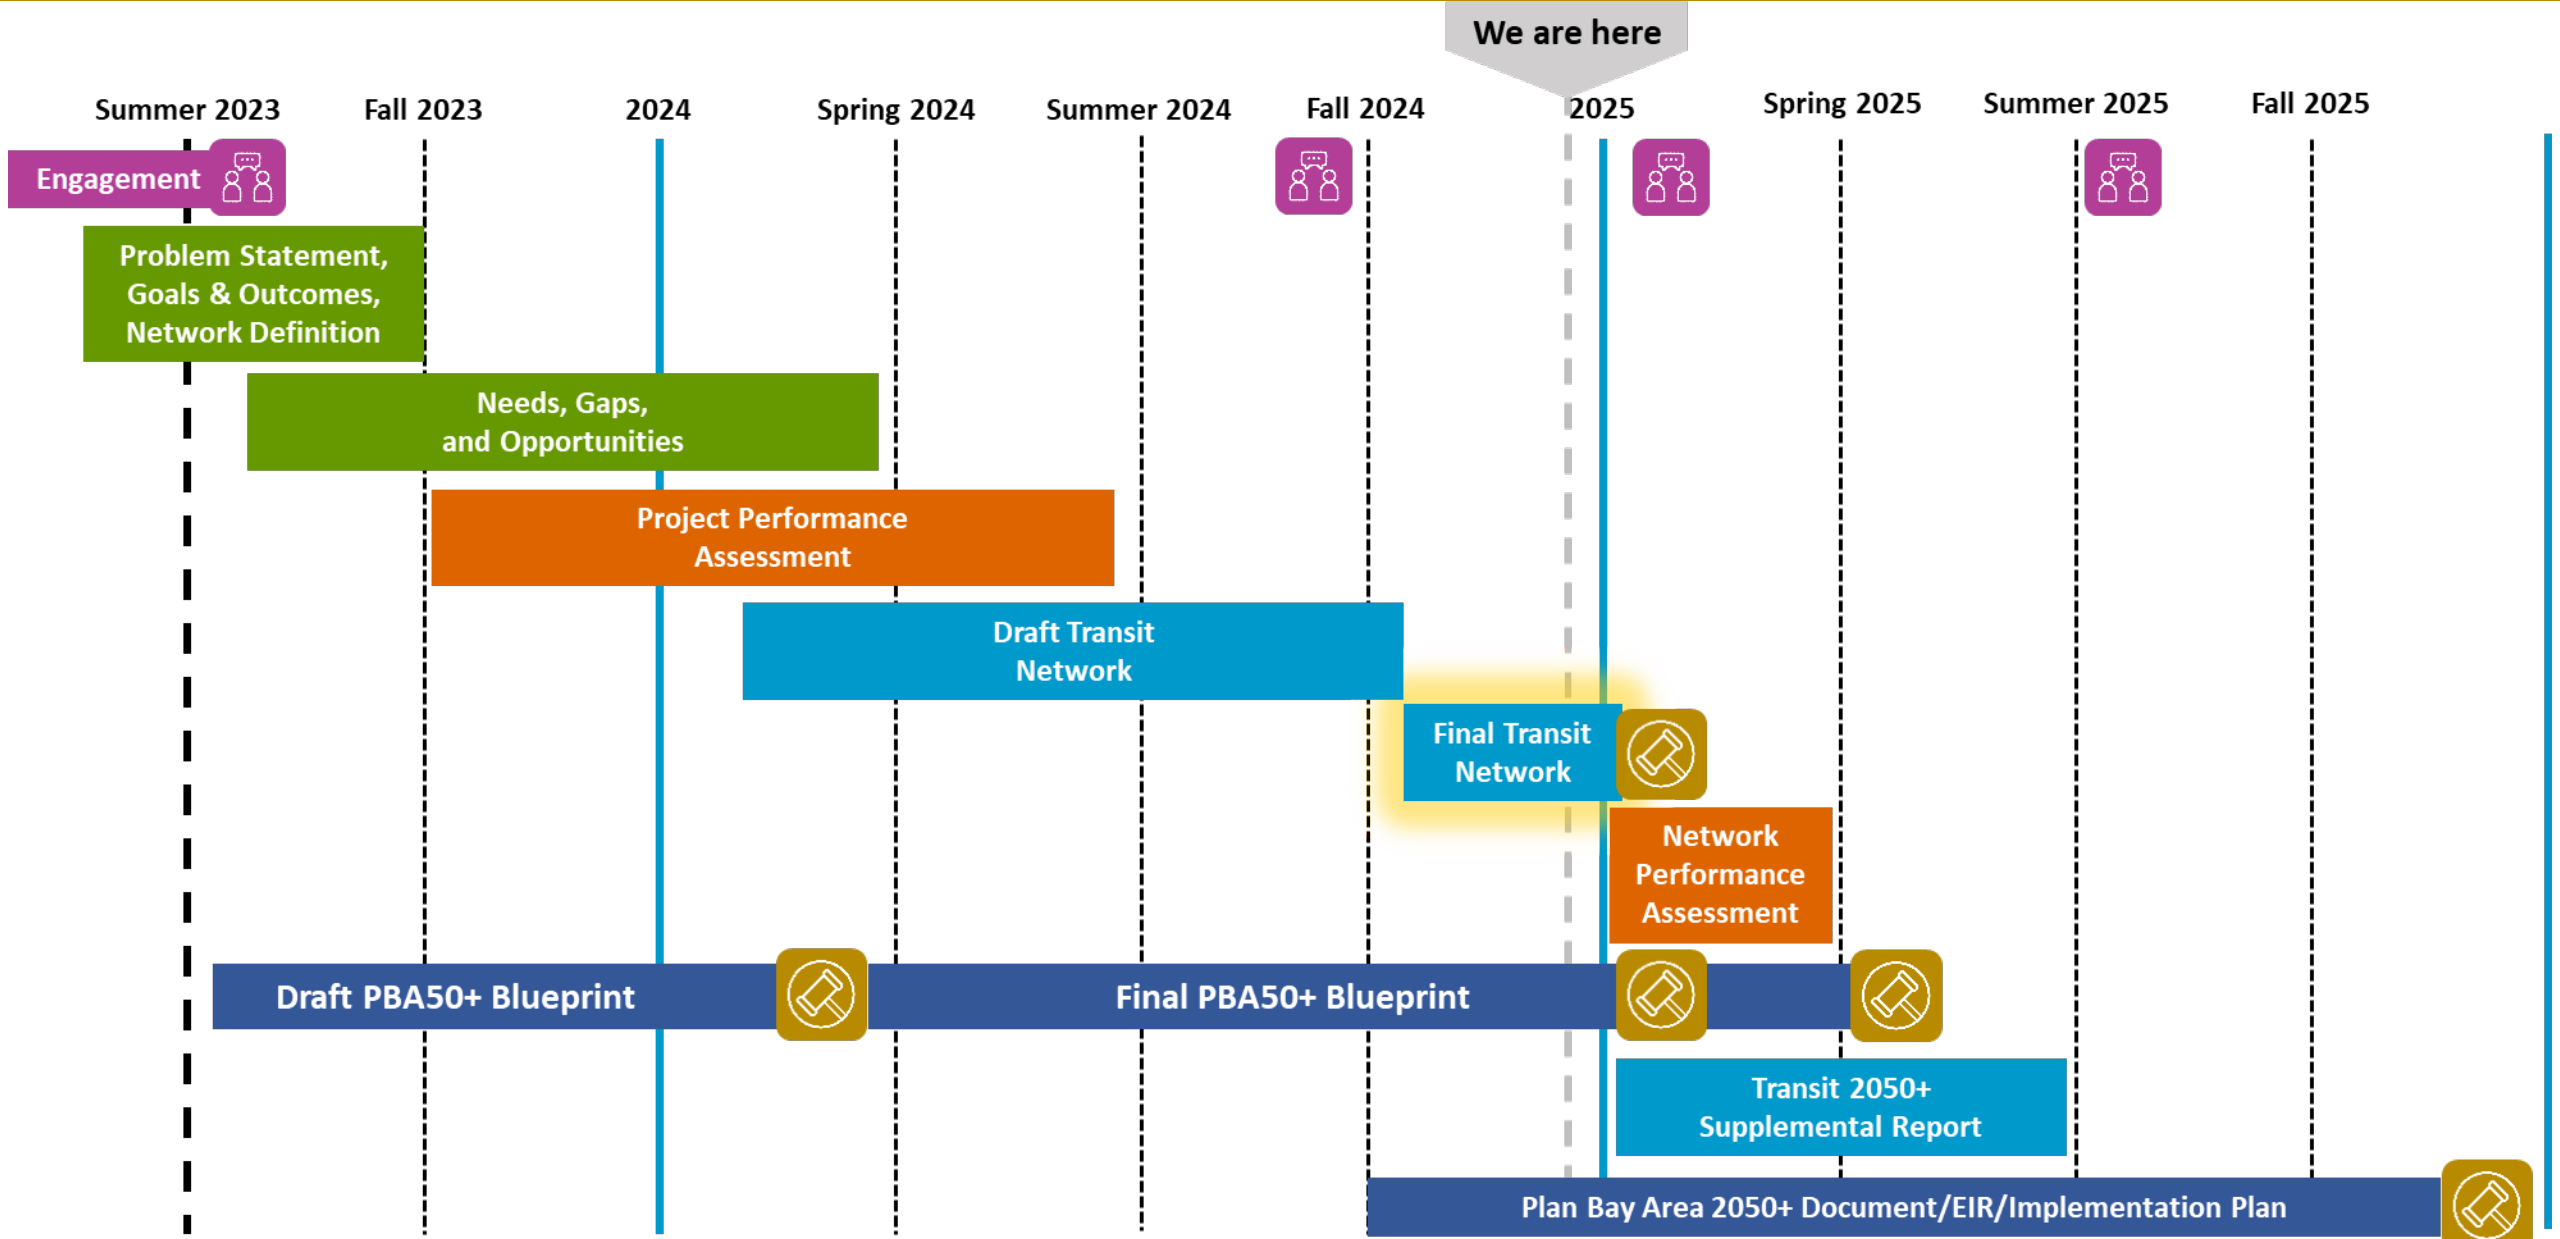 We are here
Summer 2023
Fall 2023
2024
Spring 2024
Summer 2024
Fall 2024
2025
Spring 2025
Summer 2025
Fall 2025
Engagement
Problem Statement,
Goals & Outcomes,
Network Definition
Needs, Gaps,
and Opportunities
Project Performance
Assessment
Draft Transit
Network
Final Transit
Network
Network
Performance
Assessment
Draft PBA50+ Blueprint
Final PBA50+ Blueprint
Transit 2050+
Supplemental Report
Plan Bay Area 2050+ Document/EIR/Implementation Plan